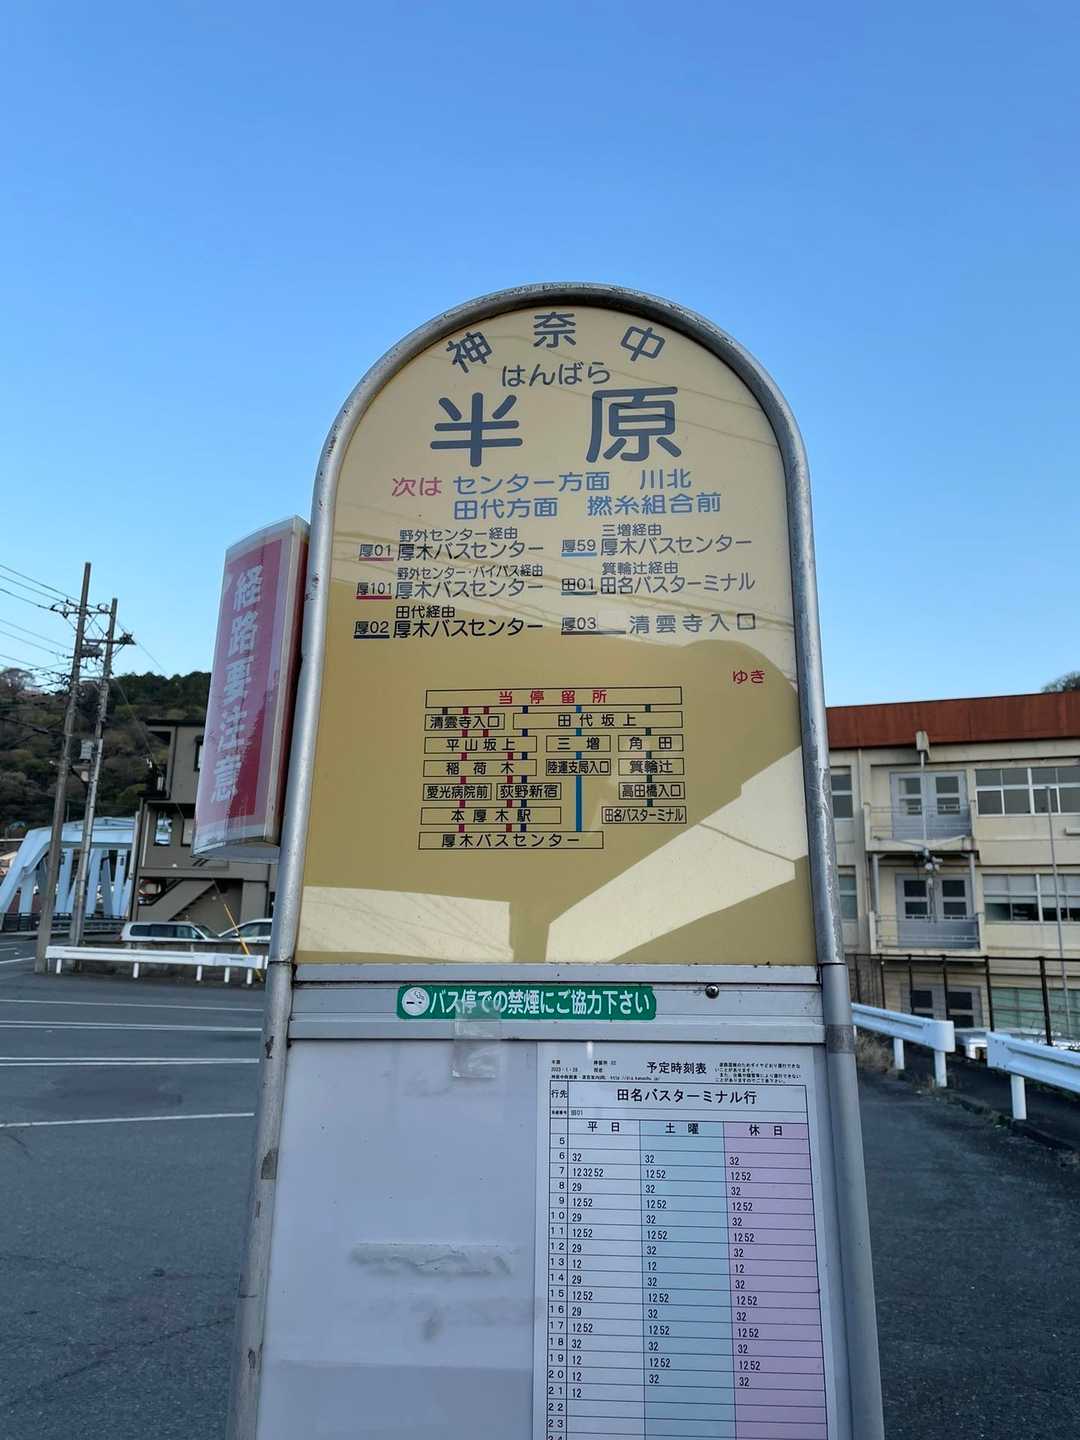 神奈中
はんばら
半原
次は センター方面 川北
田代方面 撚糸組合前
野外センター経由
厚01 厚木バスセンター
三増経由
厚59 厚木バスセンター
野外センター・バイパス経由
厚101 厚木バスセンター
箕輪辻経由
田01 田名バスターミナル
田代経由
厚02 厚木バスセンター
厚03 清雲寺入口
ゆき
経路要注意
当停留所
清雲寺入口 田代坂上
平山坂上 三増 角田
稲荷木 陸運支局入口 箕輪辻
愛光病院前 荻野新宿 高田橋入口
本厚木駅 田名バスターミナル
厚木バスセンター
バス停での禁煙にご協力下さい
半原
予定時刻表
行先 田名バスターミナル行
田01
平日 土曜 休日
5
6 32 32 32
7 12 32 52 12 52 12 52
8 29 32 32
9 12 52 12 52 12 52
10 29 32 32
11 12 52 12 52 12 52
12 29 32 32
13 12 12 12
14 29 32 32
15 12 52 12 52 12 52
16 29 32 32
17 12 52 12 52 12 52
18 32 32 32
19 12 12 52 12 52
20 12 32 32
21 12
22
23